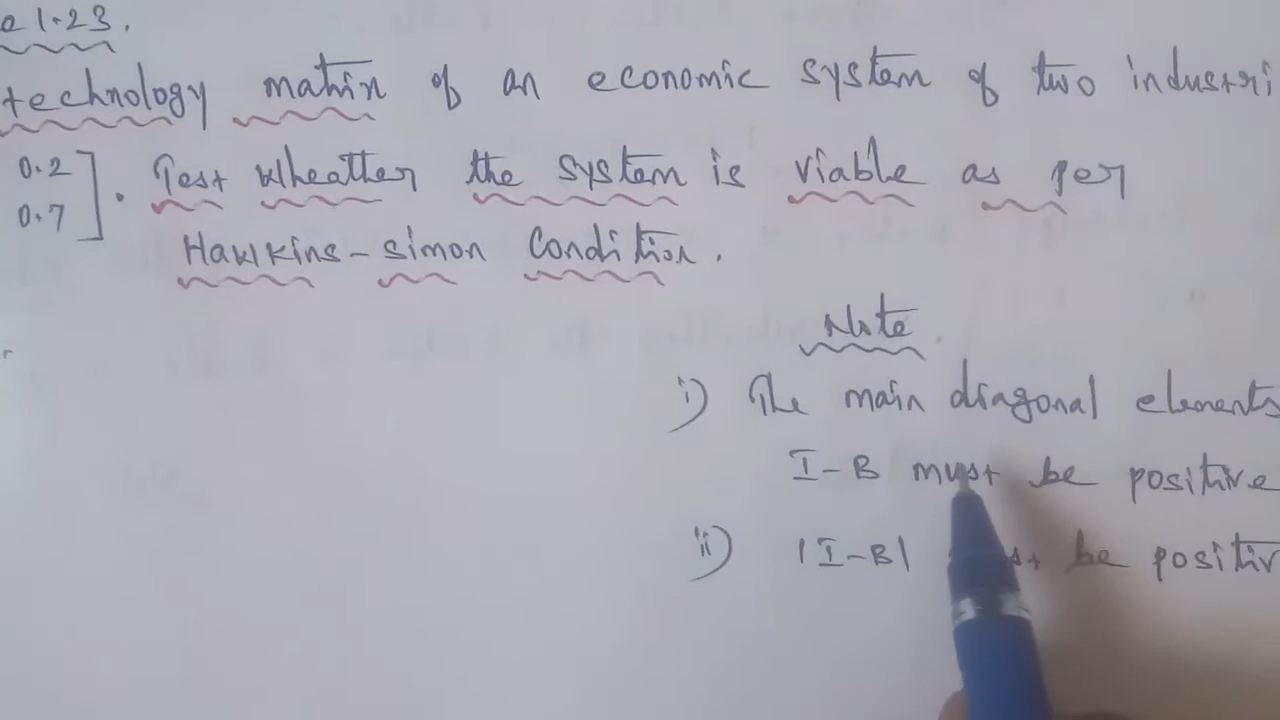 e 1.23.
technology matrix of an economic system of two industri
0.2
0.7 ]. Test Wheather the system is viable as per
Hawkins-simon condition.
Note
i) The main diagonal elements
I-B must be positive
ii) |I-B| be positiv